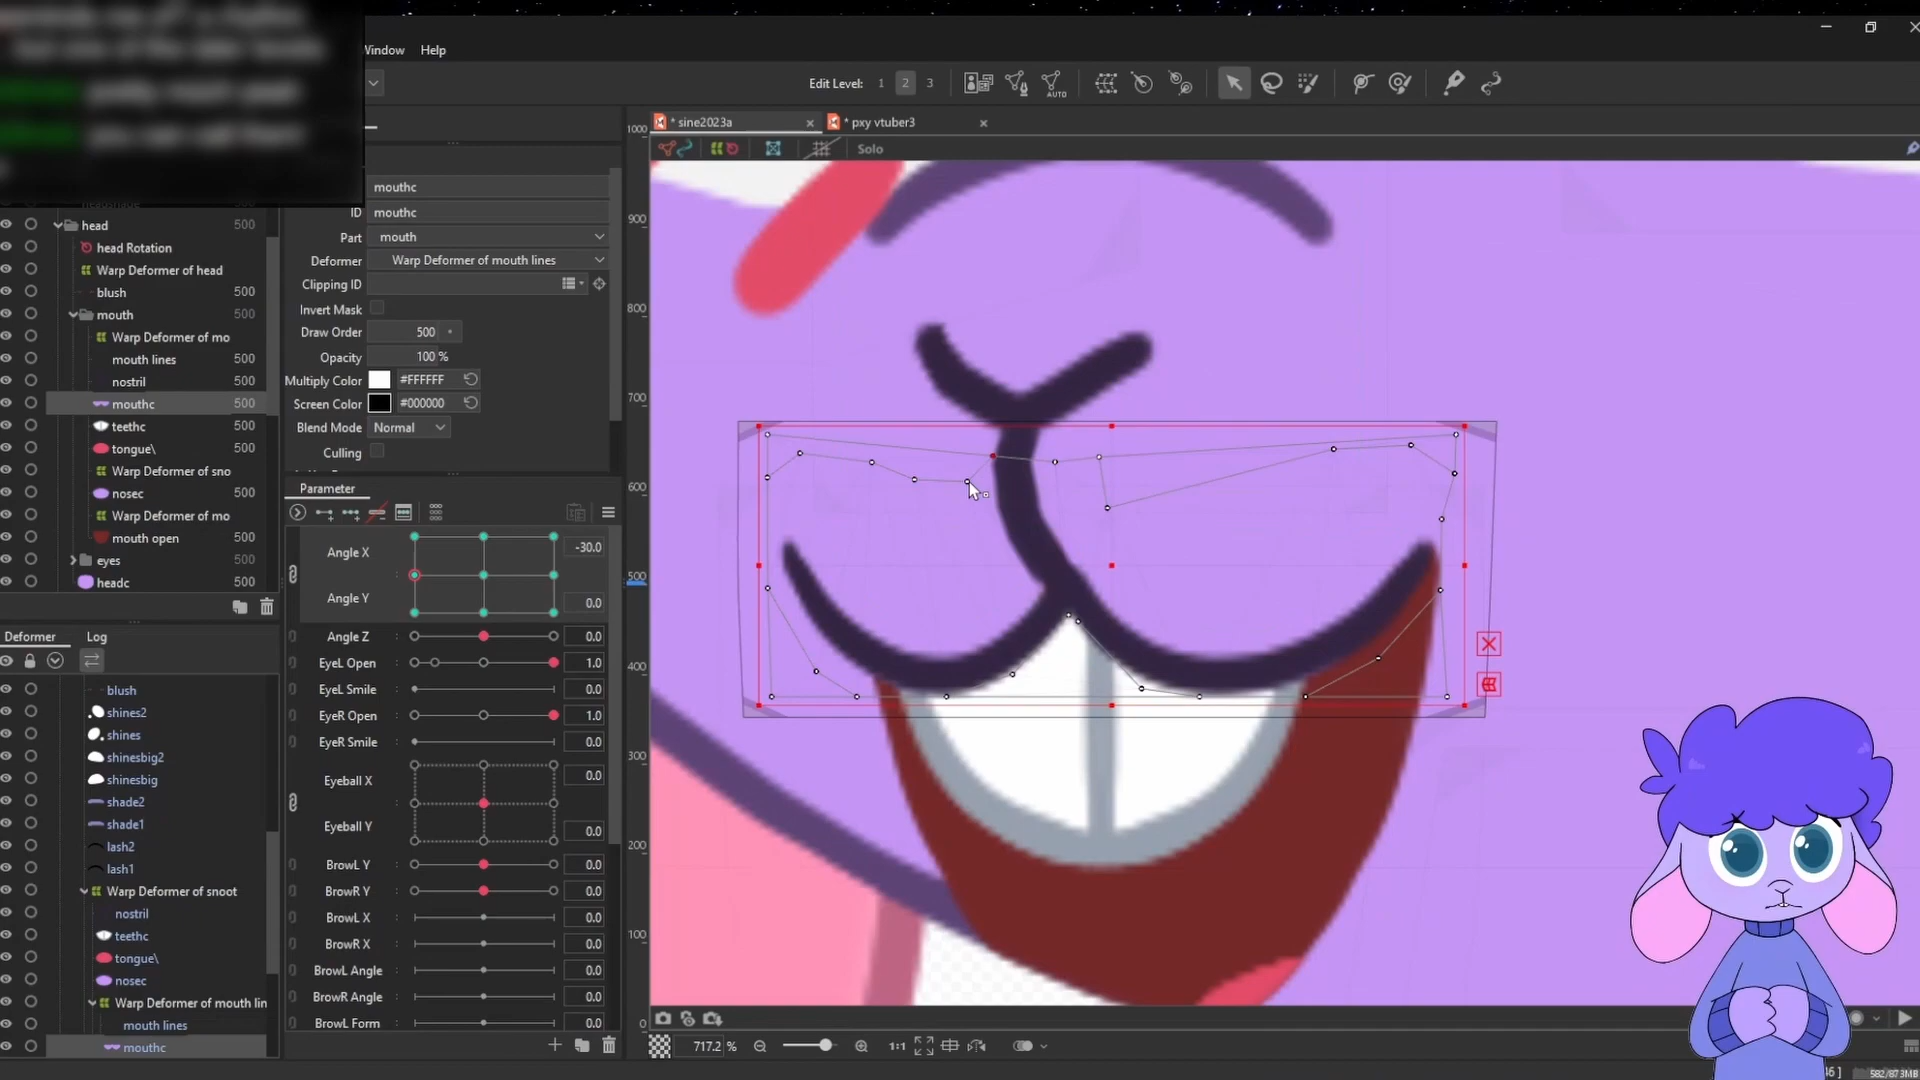 Window Help
Edit Level: 1 2 3
AUTO
* sine2023a
* pxy vtuber3
Solo
head 500
head Rotation
Warp Deformer of head
blush 500
mouth 500
Warp Deformer of mo
mouth lines 500
nostril 500
mouthc 500
teethc 500
tongue\ 500
Warp Deformer of sno
nosec 500
Warp Deformer of mo
mouth open 500
eyes 500
headc 500
mouthc
ID mouthc
Part mouth
Deformer Warp Deformer of mouth lines
Clipping ID
Invert Mask
Draw Order 500
Opacity 100 %
Multiply Color #FFFFFF
Screen Color #000000
Blend Mode Normal
Culling
Parameter
Angle X -30.0
Angle Y 0.0
Angle Z 0.0
EyeL Open 1.0
EyeL Smile 0.0
EyeR Open 1.0
EyeR Smile 0.0
Eyeball X 0.0
Eyeball Y 0.0
BrowL Y 0.0
BrowR Y 0.0
BrowL X 0.0
BrowR X 0.0
BrowL Angle 0.0
BrowR Angle 0.0
BrowL Form 0.0
Deformer Log
blush
shines2
shines
shinesbig2
shinesbig
shade2
shade1
lash2
lash1
Warp Deformer of snoot
nostril
teethc
tongue\
nosec
Warp Deformer of mouth lin
mouth lines
mouthc
1000
900
800
700
600
500
400
300
200
100
0
717.2 %
1:1
46 ]
582/873MB